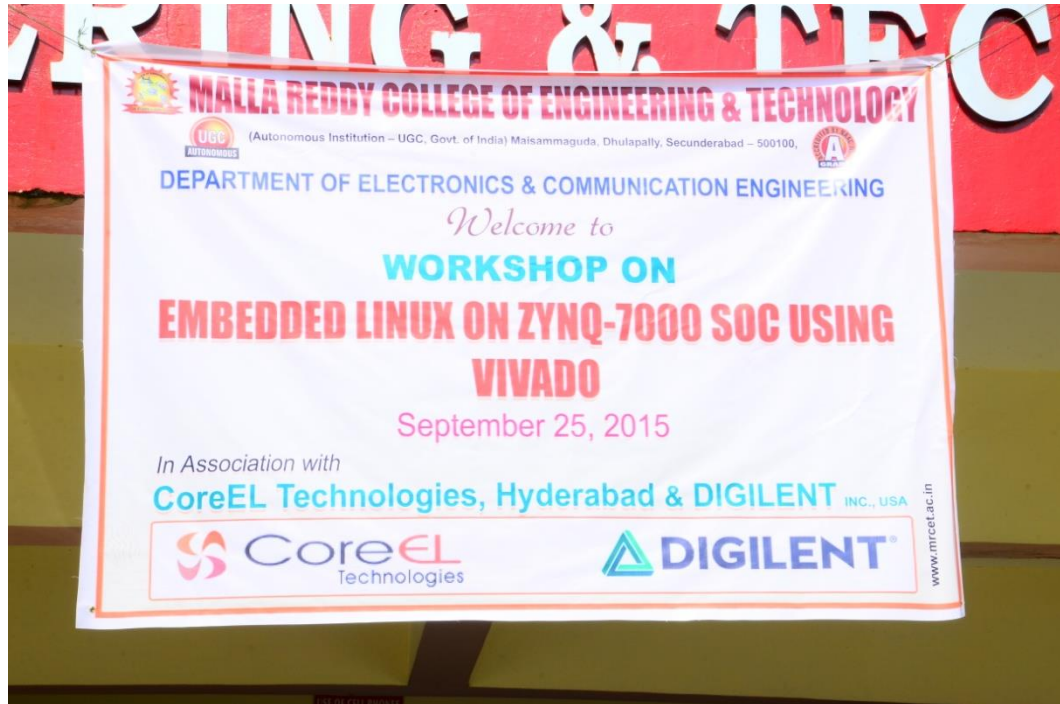 ERING & TEC
MALLA REDDY COLLEGE OF ENGINEERING & TECHNOLOGY
UGC
AUTONOMOUS
(Autonomous Institution – UGC, Govt. of India) Maisammaguda, Dhulapally, Secunderabad – 500100,
A
DEPARTMENT OF ELECTRONICS & COMMUNICATION ENGINEERING
Welcome to
WORKSHOP ON
EMBEDDED LINUX ON ZYNQ-7000 SOC USING
VIVADO
September 25, 2015
In Association with
CoreEL Technologies, Hyderabad & DIGILENT INC., USA
CoreEL
Technologies
DIGILENT
www.mrcet.ac.in